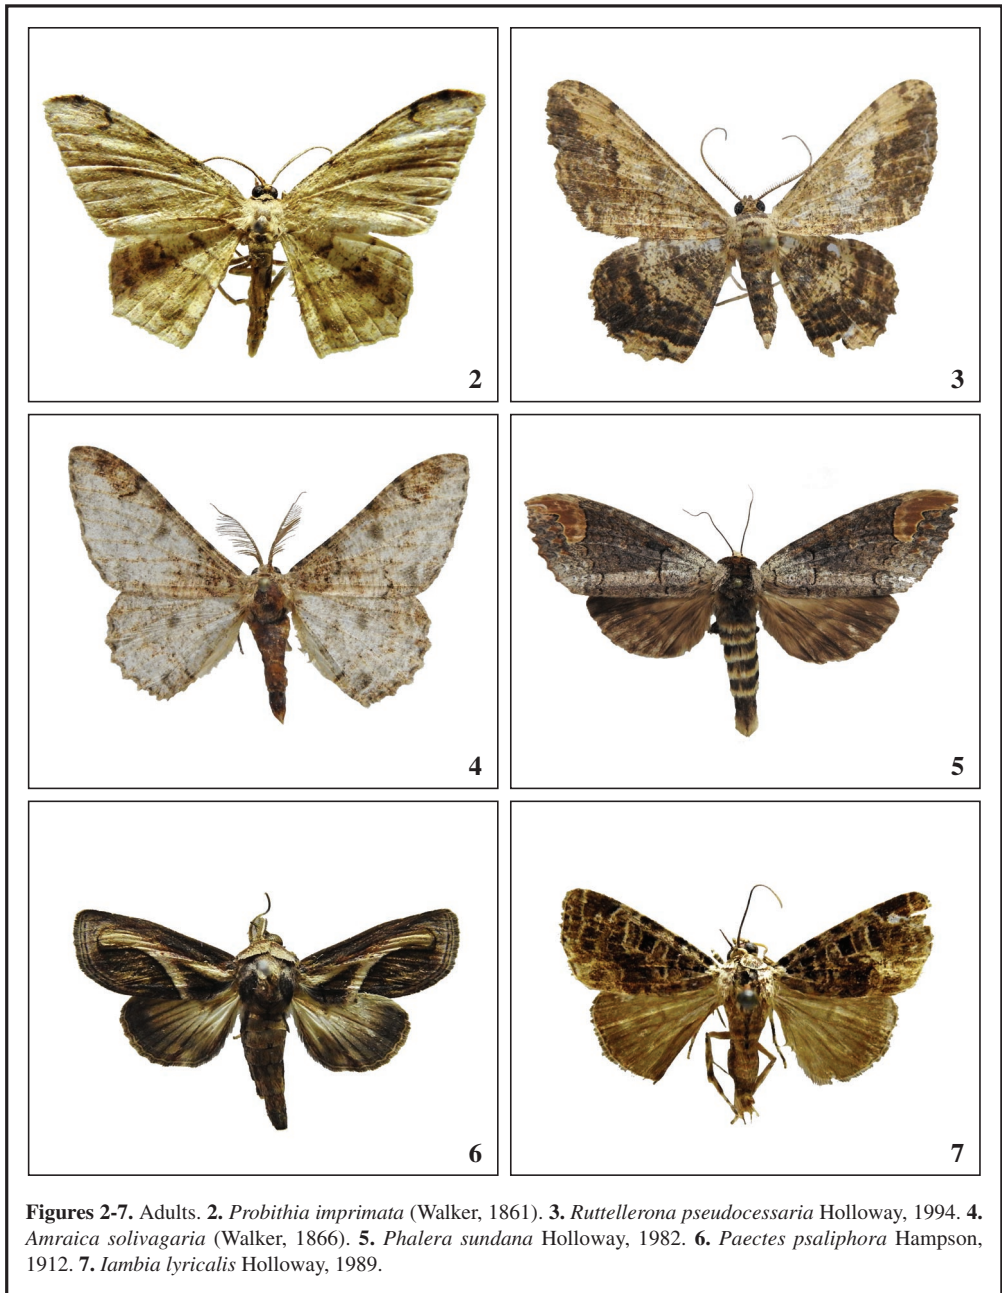 2
3
4
5
6
7
Figures 2-7. Adults. 2. Probithia imprimata (Walker, 1861). 3. Ruttellerona pseudocessaria Holloway, 1994. 4.
Amraica solivagaria (Walker, 1866). 5. Phalera sundana Holloway, 1982. 6. Paectes psaliphora Hampson,
1912. 7. Iambia lyricalis Holloway, 1989.